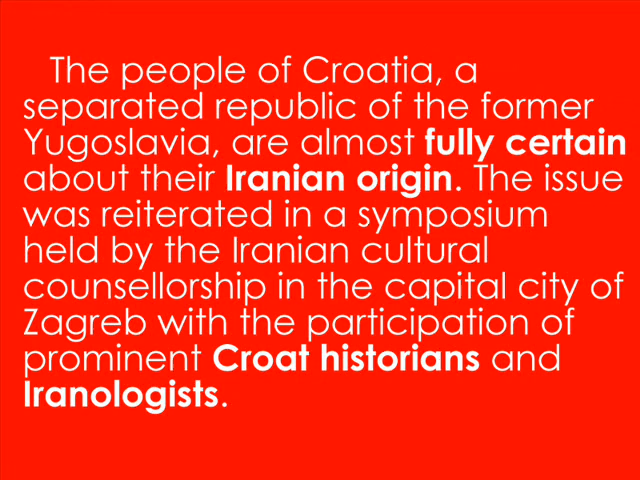 The people of Croatia, a
separated republic of the former
Yugoslavia, are almost fully certain
about their Iranian origin. The issue
was reiterated in a symposium
held by the Iranian cultural
counsellorship in the capital city of
Zagreb with the participation of
prominent Croat historians and
Iranologists.